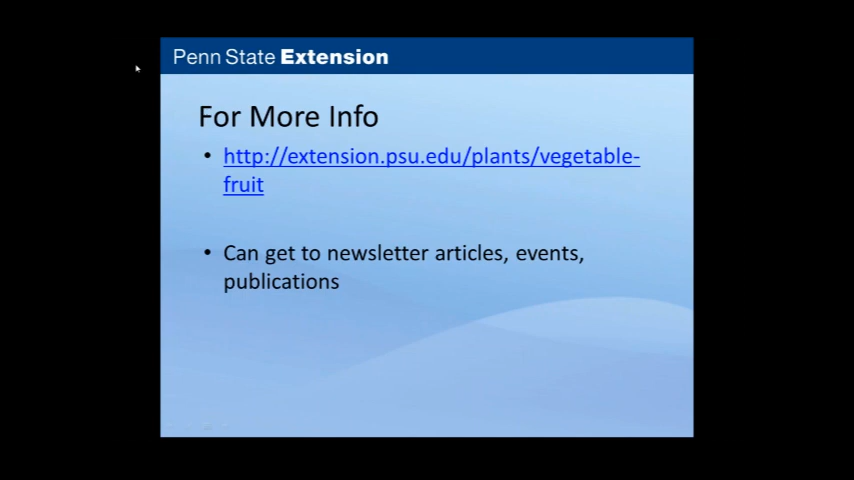 Penn State Extension
For More Info
• http://extension.psu.edu/plants/vegetable-
fruit
• Can get to newsletter articles, events,
publications